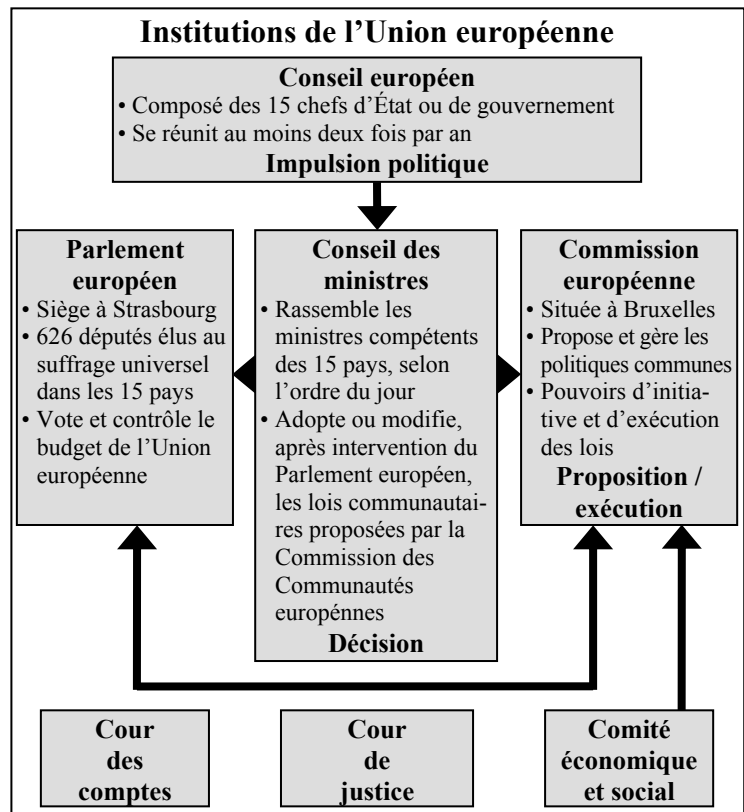 Institutions de l'Union européenne
Conseil européen
• Composé des 15 chefs d'État ou de gouvernement
• Se réunit au moins deux fois par an
Impulsion politique
Parlement
européen
• Siège à Strasbourg
• 626 députés élus au
suffrage universel
dans les 15 pays
• Vote et contrôle le
budget de l'Union
européenne
Conseil des
ministres
• Rassemble les
ministres compétents
des 15 pays, selon
l'ordre du jour
• Adopte ou modifie,
après intervention du
Parlement européen,
les lois communautai-
res proposées par la
Commission des
Communautés
europénnes
Décision
Commission
européenne
• Située à Bruxelles
• Propose et gère les
politiques communes
• Pouvoirs d'initia-
tive et d'exécution
des lois
Proposition /
exécution
Cour
des
comptes
Cour
de
justice
Comité
économique
et social